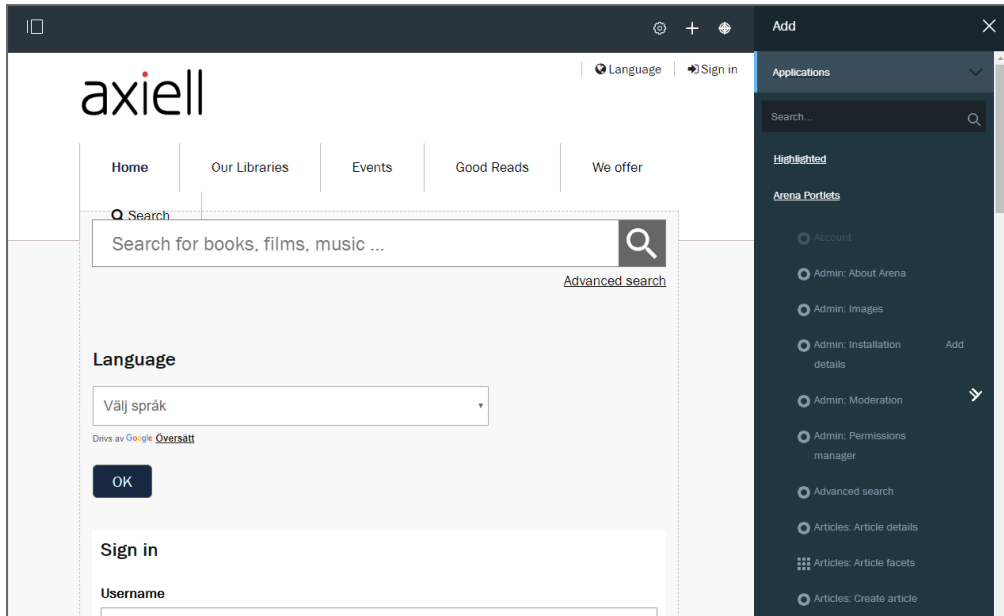 Add
axiell
Language
Sign in
Home
Our Libraries
Events
Good Reads
We offer
Search
Search for books, films, music ...
Advanced search
Language
Välj språk
Drivs av Google Översätt
OK
Sign in
Username
Applications
Search...
Highlighted
Arena Portlets
Account
Admin: About Arena
Admin: Images
Admin: Installation
details
Add
Admin: Moderation
Admin: Permissions
manager
Advanced search
Articles: Article details
Articles: Article facets
Articles: Create article